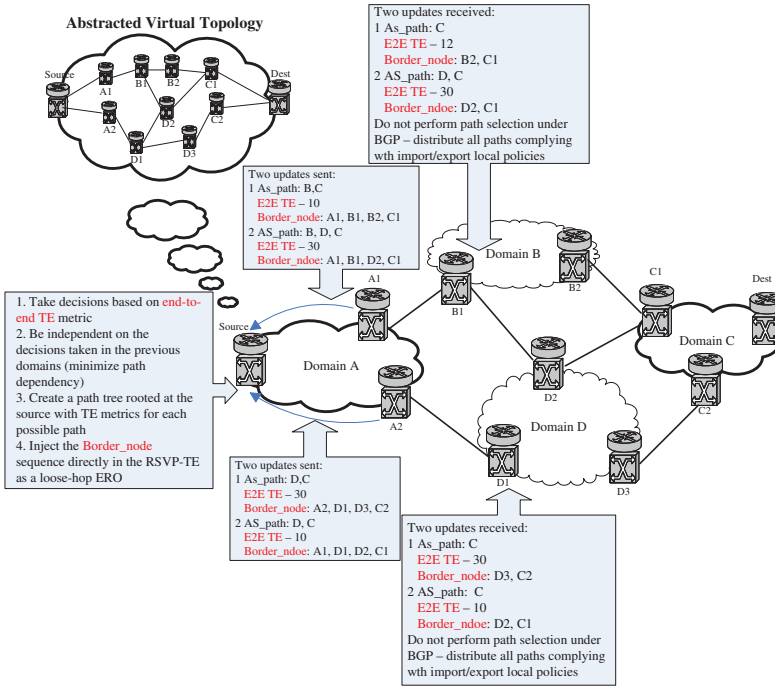 Abstracted Virtual Topology
Source
A1
B1
B2
C1
Dest
A2
D2
C2
D1
D3
Two updates received:
1 As_path: C
E2E TE – 12
Border_node: B2, C1
2 AS_path: D, C
E2E TE – 30
Border_ndoe: D2, C1
Do not perform path selection under
BGP – distribute all paths complying
wth import/export local policies
Two updates sent:
1 As_path: B,C
E2E TE – 10
Border_node: A1, B1, B2, C1
2 AS_path: B, D, C
E2E TE – 30
Border_ndoe: A1, B1, D2, C1
1. Take decisions based on end-to-
end TE metric
2. Be independent on the
decisions taken in the previous
domains (minimize path
dependency)
3. Create a path tree rooted at the
source with TE metrics for each
possible path
4. Inject the Border_node
sequence directly in the RSVP-TE
as a loose-hop ERO
Source
A1
Domain A
A2
Domain B
B1
B2
C1
Dest
Domain C
C2
D2
Domain D
D1
D3
Two updates sent:
1 As_path: D,C
E2E TE – 30
Border_node: A2, D1, D3, C2
2 AS_path: D, C
E2E TE – 10
Border_ndoe: A1, D1, D2, C1
Two updates received:
1 As_path: C
E2E TE – 30
Border_node: D3, C2
2 AS_path: C
E2E TE – 10
Border_ndoe: D2, C1
Do not perform path selection under
BGP – distribute all paths complying
wth import/export local policies